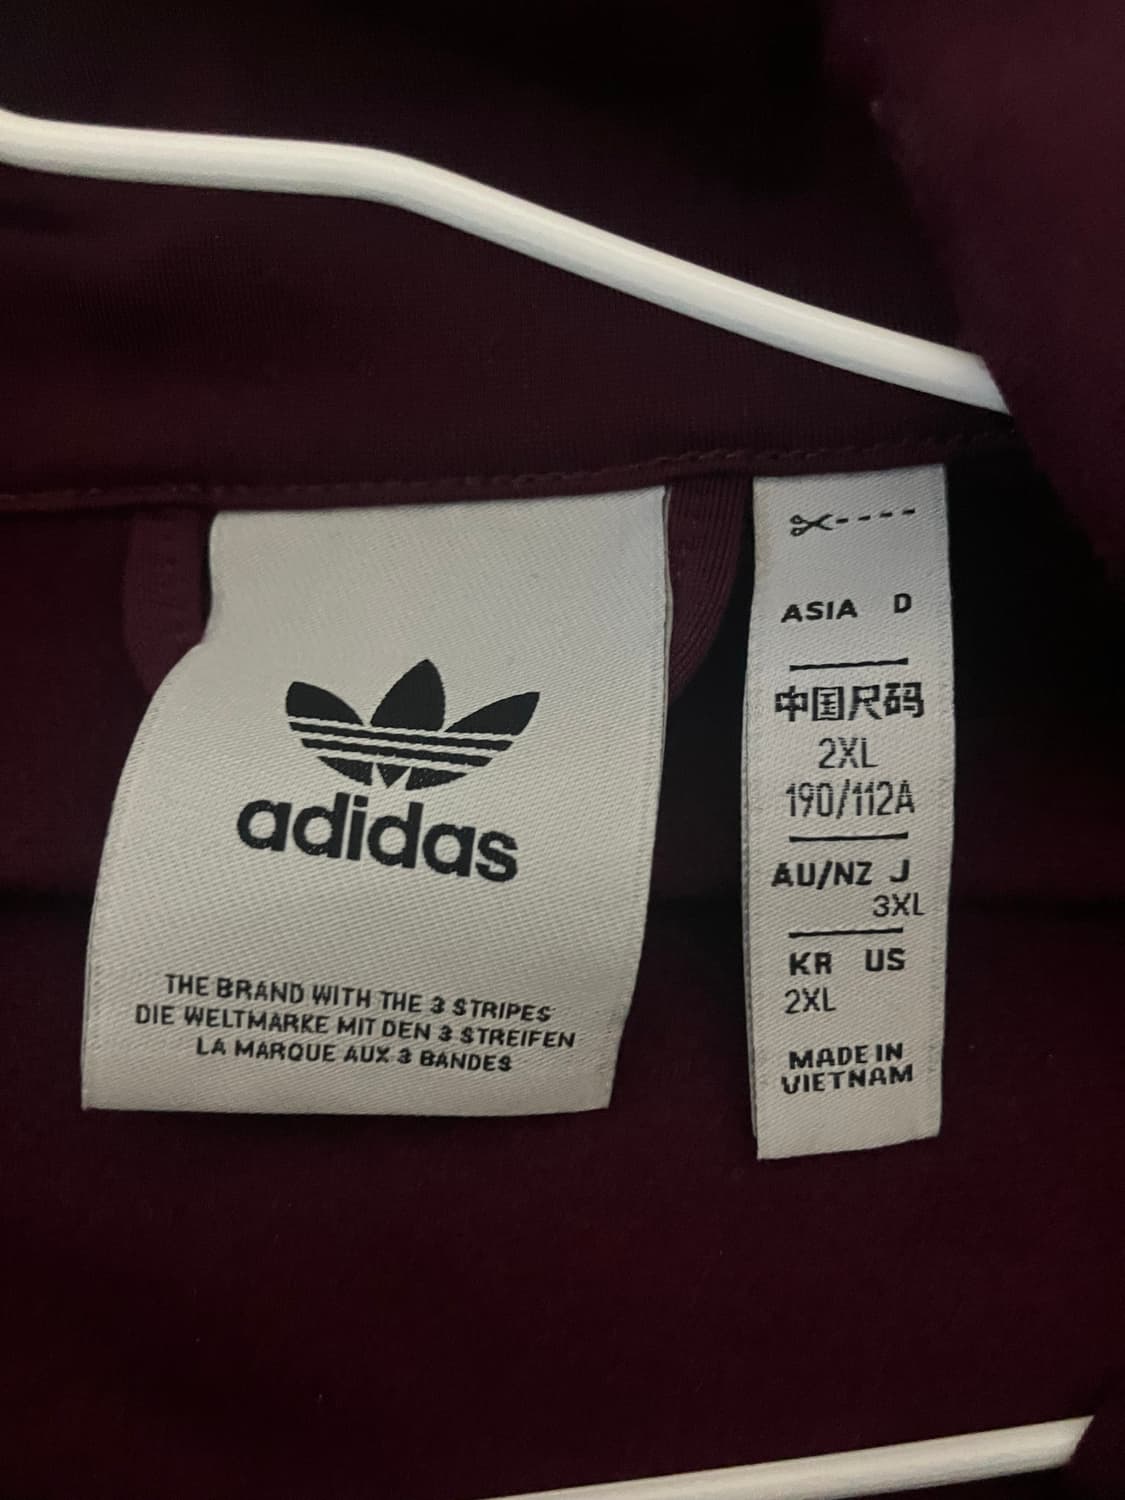 adidas
THE BRAND WITH THE 3 STRIPES
DIE WELTMARKE MIT DEN 3 STREIFEN
LA MARQUE AUX 3 BANDES
ASIA D
中国尺码
2XL
190/112A
AU/NZ J
3XL
KR US
2XL
MADE IN
VIETNAM